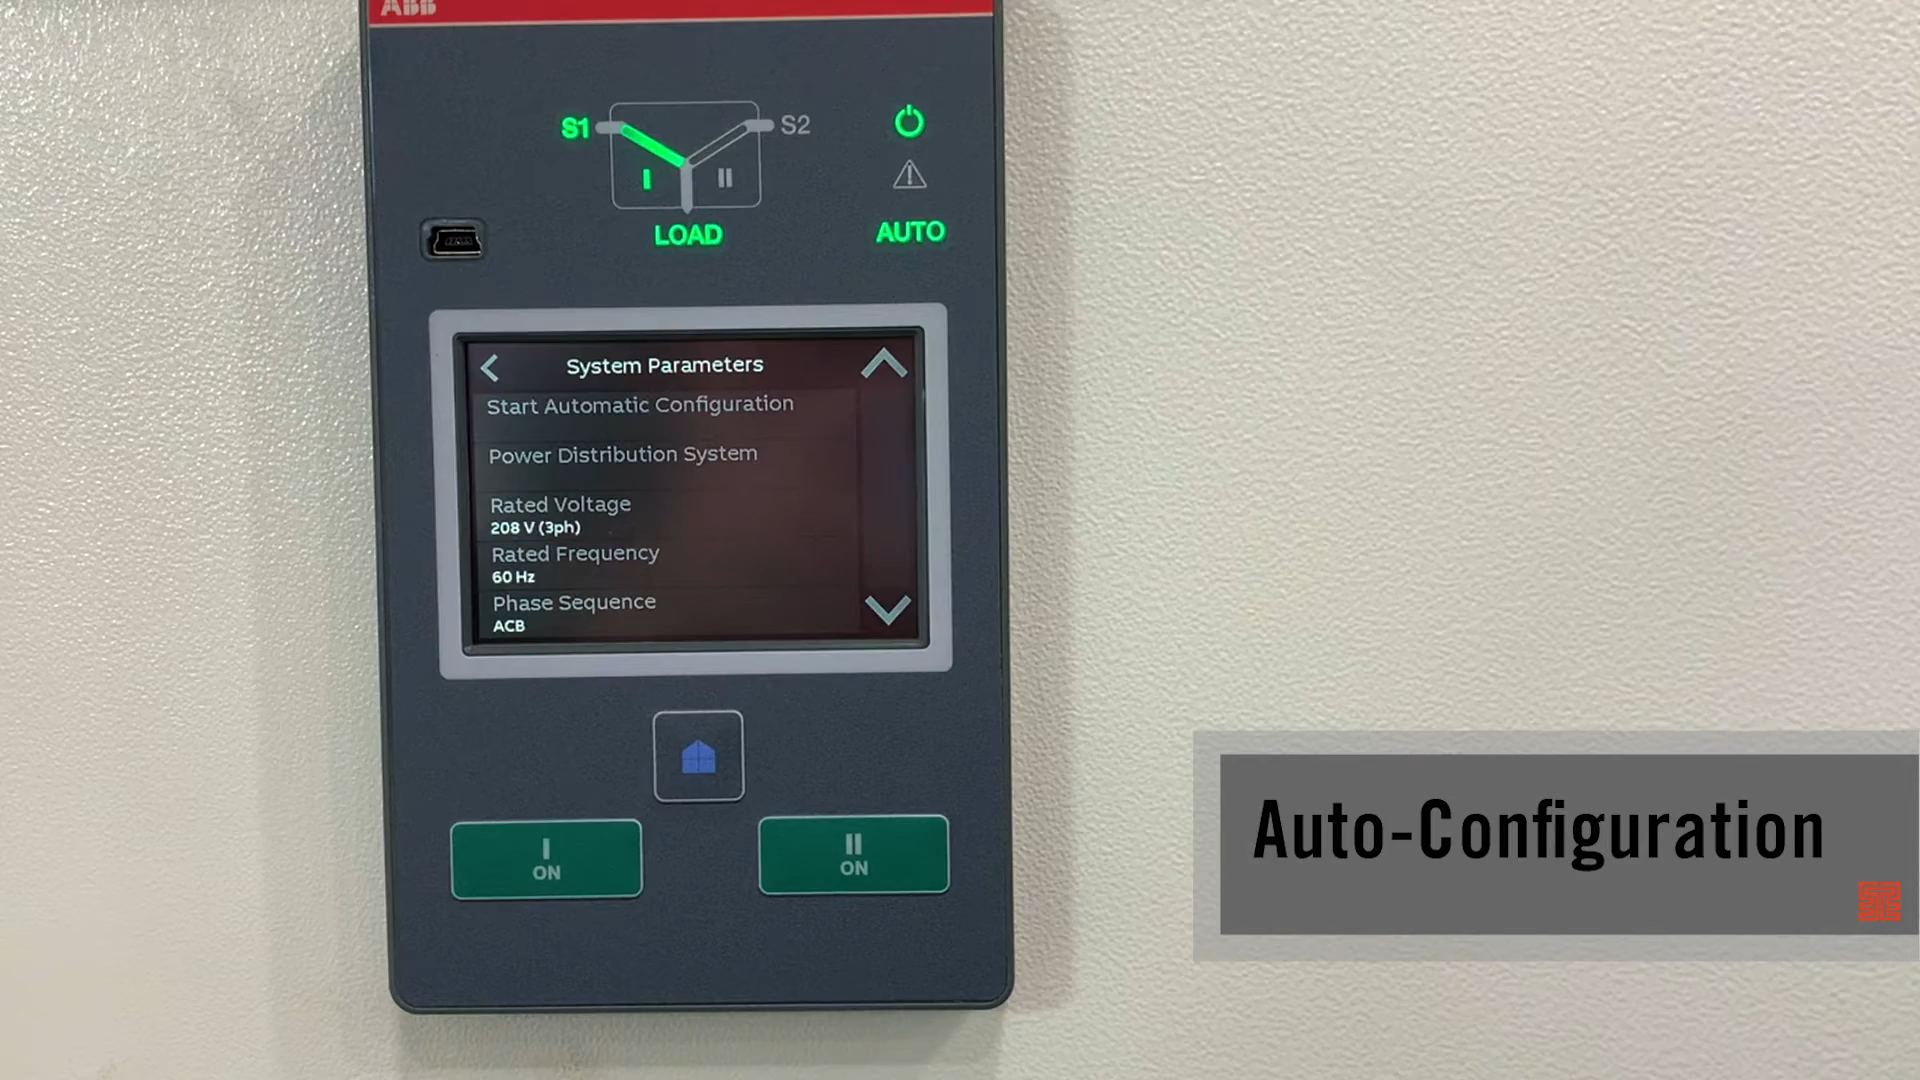 ABB
S1
S2
I
II
LOAD
AUTO
System Parameters
Start Automatic Configuration
Power Distribution System
Rated Voltage
208 V (3ph)
Rated Frequency
60 Hz
Phase Sequence
ACB
I
ON
II
ON
Auto-Configuration